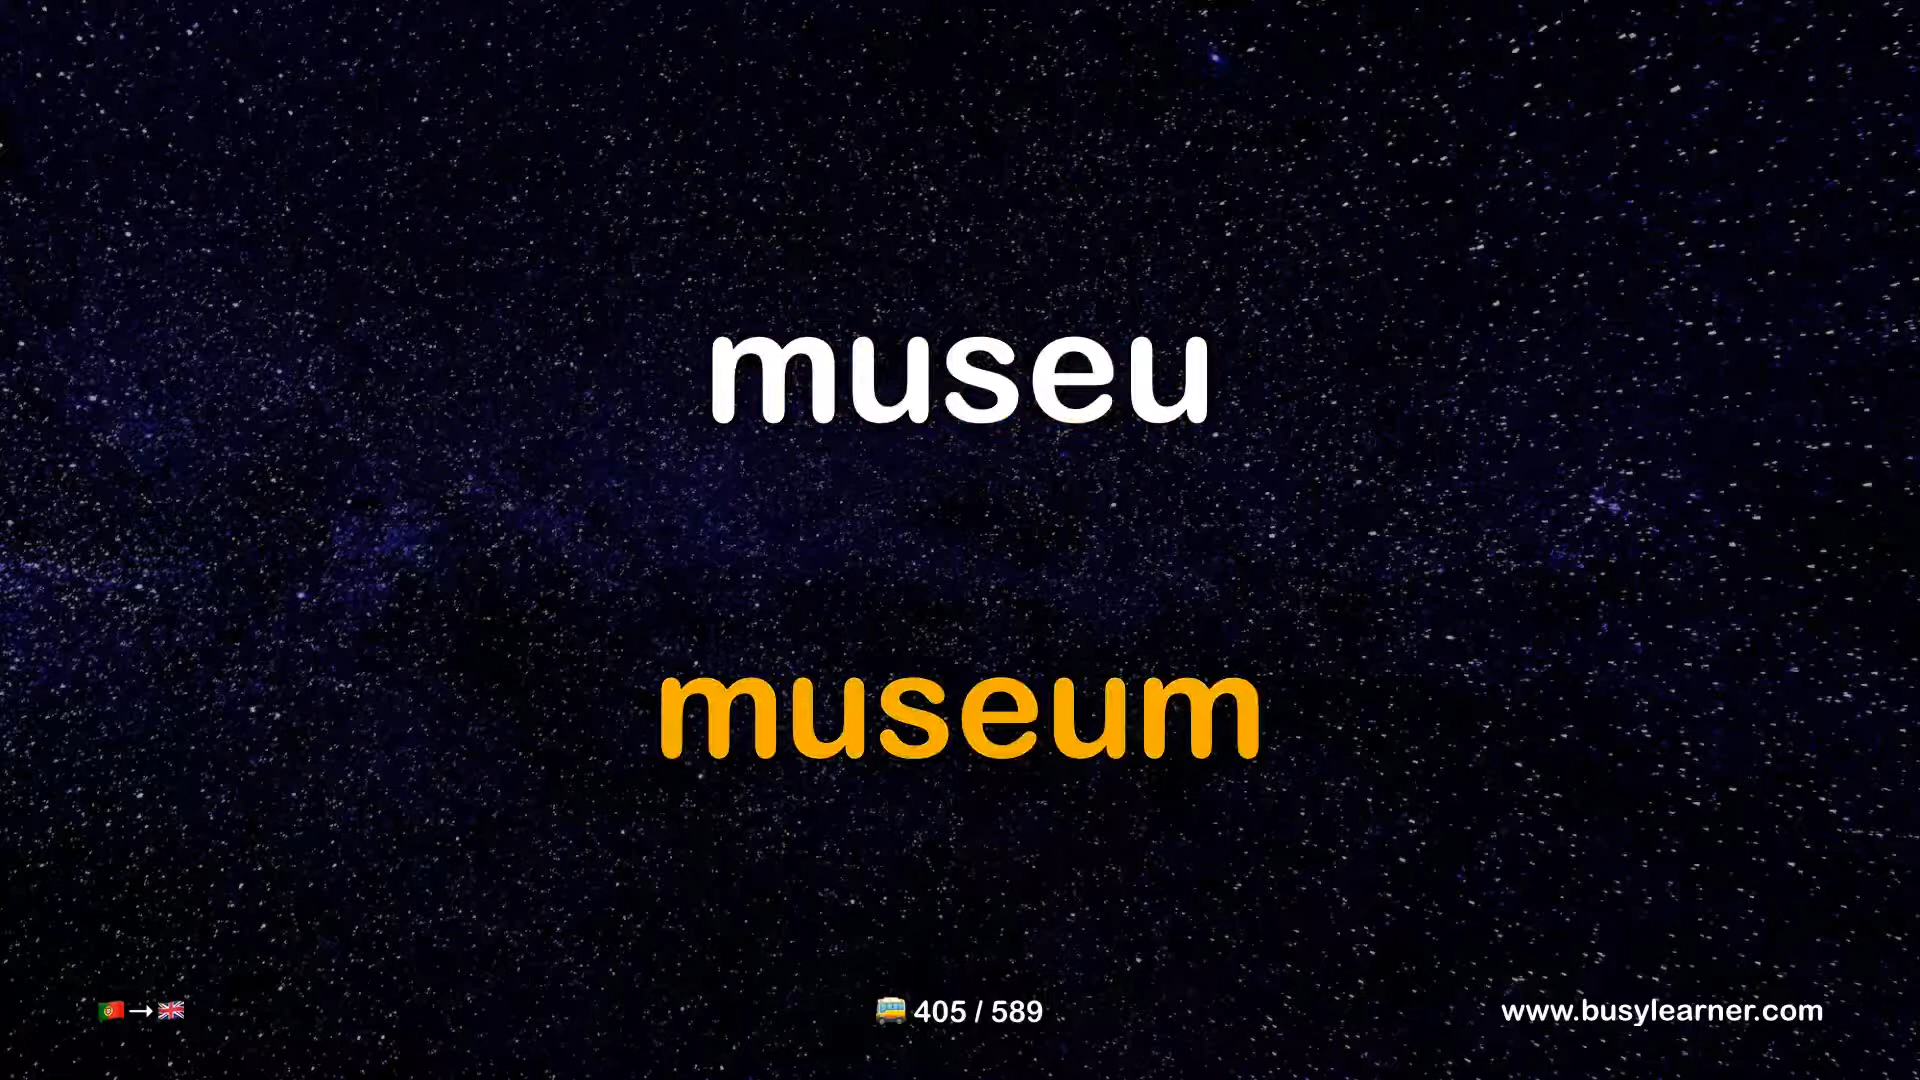 museu
museum
🇵🇹→🇬🇧 🚌 405 / 589 www.busylearner.com